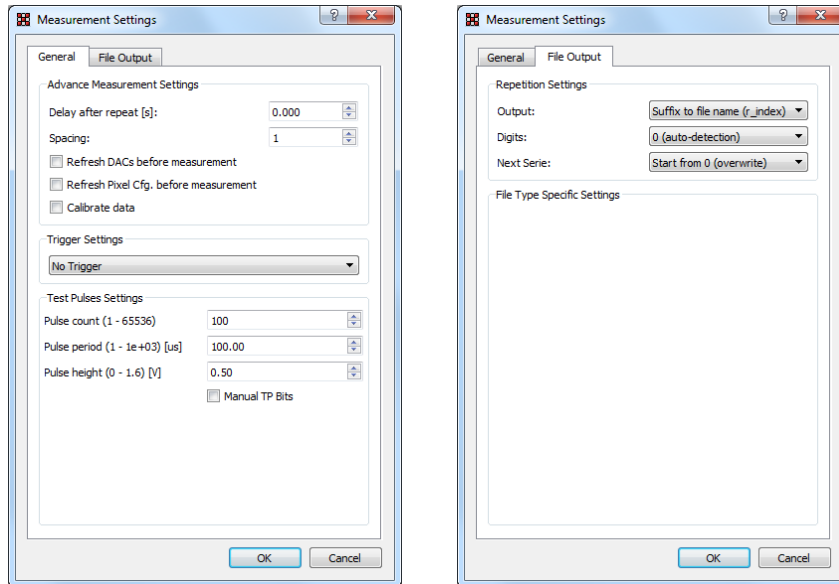 Measurement Settings
General File Output
Advance Measurement Settings
Delay after repeat [s]: 0.000
Spacing: 1
Refresh DACs before measurement
Refresh Pixel Cfg. before measurement
Calibrate data
Trigger Settings
No Trigger
Test Pulses Settings
Pulse count (1 - 65536) 100
Pulse period (1 - 1e+03) [us] 100.00
Pulse height (0 - 1.6) [V] 0.50
Manual TP Bits
OK Cancel
Measurement Settings
General File Output
Repetition Settings
Output: Suffix to file name (r_index)
Digits: 0 (auto-detection)
Next Serie: Start from 0 (overwrite)
File Type Specific Settings
OK Cancel